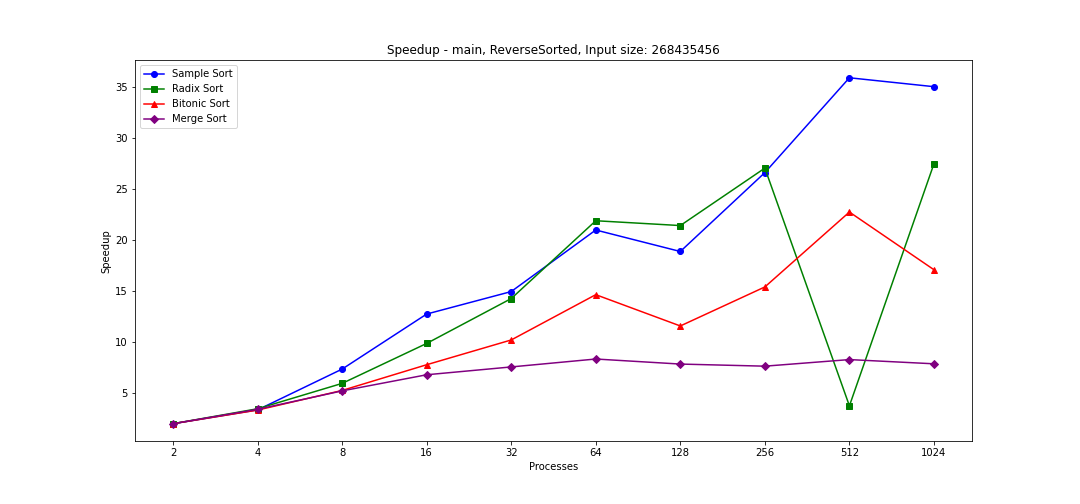 Speedup - main, ReverseSorted, Input size: 268435456
Sample Sort
Radix Sort
Bitonic Sort
Merge Sort
35
30
25
20
15
10
5
Speedup
2 4 8 16 32 64 128 256 512 1024
Processes